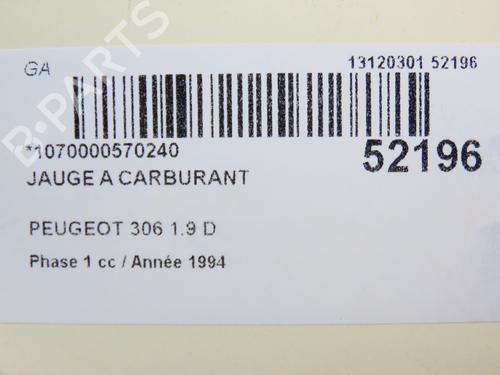 GA
13120301 52196
*1070000570240
52196
JAUGE A CARBURANT
PEUGEOT 306 1.9 D
Phase 1 cc / Année 1994
B-PARTS